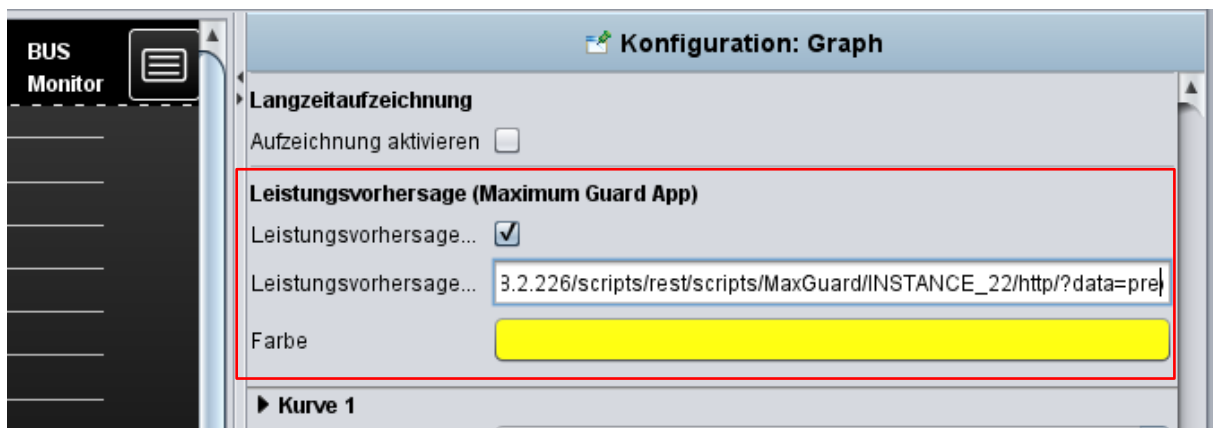 BUS
Monitor
Konfiguration: Graph
Langzeitaufzeichnung
Aufzeichnung aktivieren
Leistungsvorhersage (Maximum Guard App)
Leistungsvorhersage...
Leistungsvorhersage... 3.2.226/scripts/rest/scripts/MaxGuard/INSTANCE_22/http/?data=pre
Farbe
Kurve 1